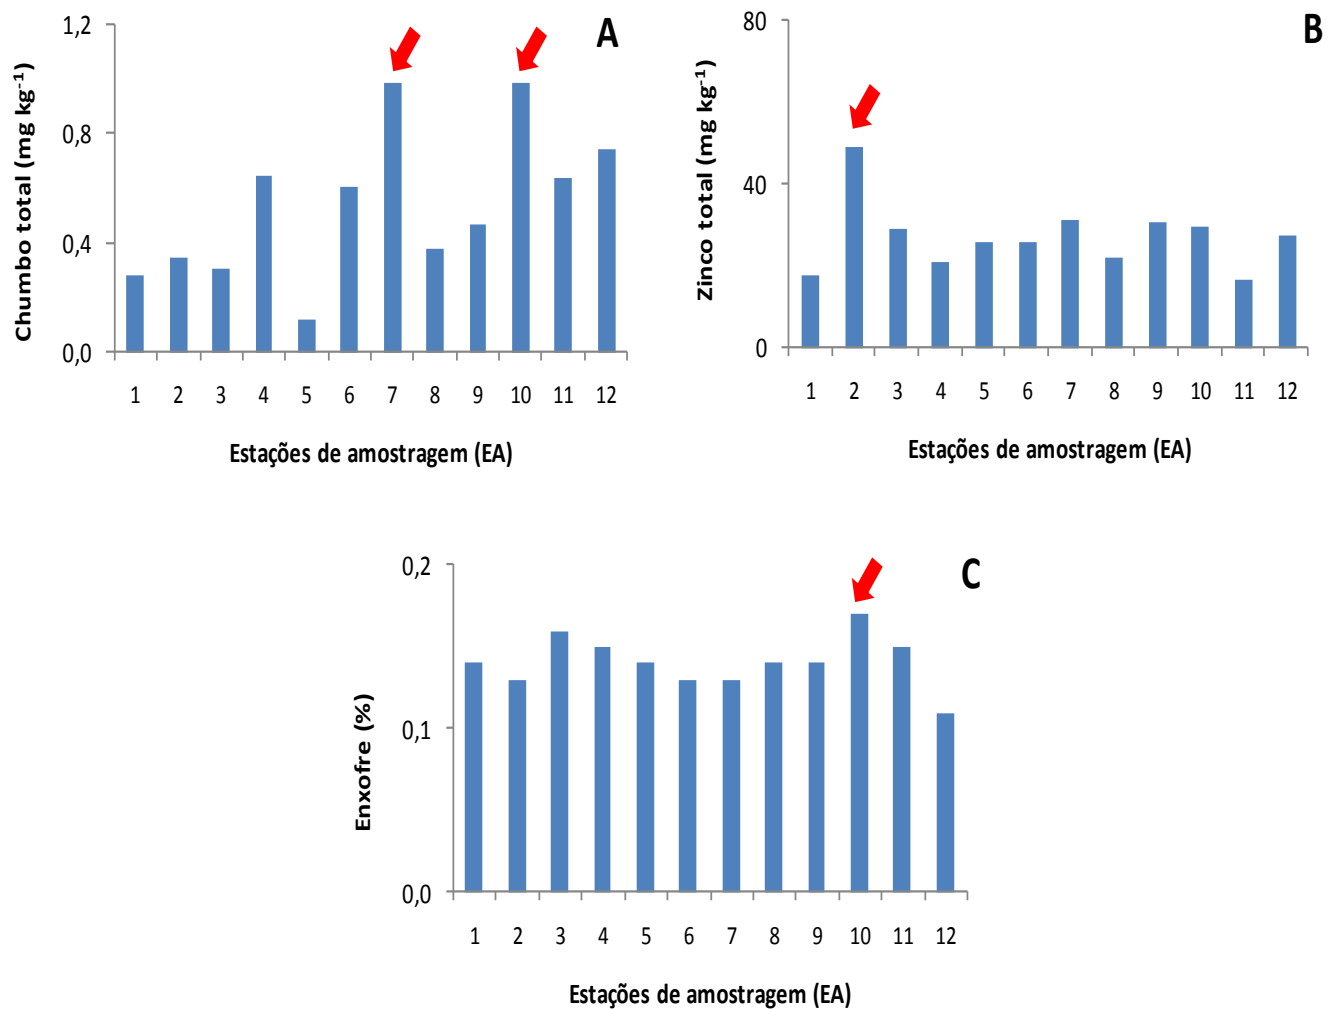 A
Chumbo total (mg kg⁻¹)
1,2
0,8
0,4
0,0
1 2 3 4 5 6 7 8 9 10 11 12
Estações de amostragem (EA)
B
Zinco total (mg kg⁻¹)
80
40
0
1 2 3 4 5 6 7 8 9 10 11 12
Estações de amostragem (EA)
C
Enxofre (%)
0,2
0,1
0,0
1 2 3 4 5 6 7 8 9 10 11 12
Estações de amostragem (EA)